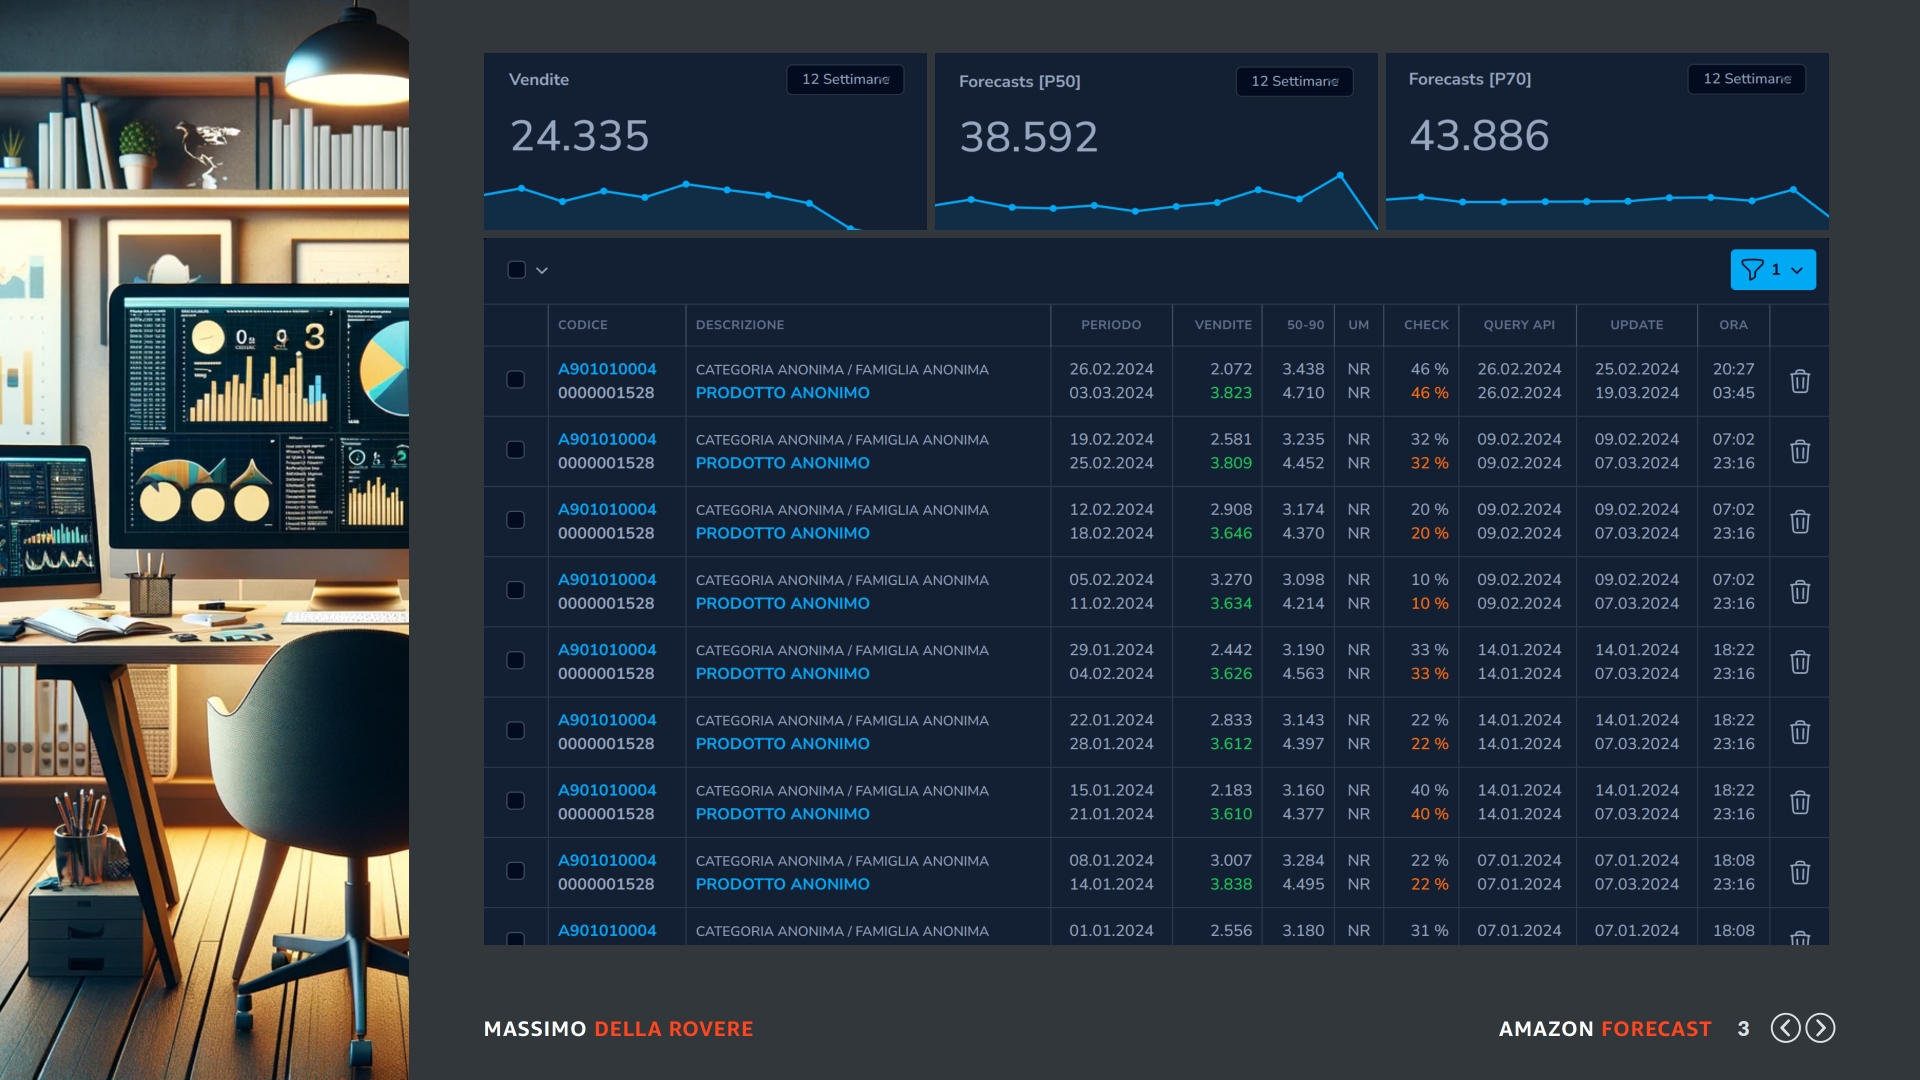 Vendite
12 Settimane
24.335
Forecasts [P50]
12 Settimane
38.592
Forecasts [P70]
12 Settimane
43.886
1
CODICE DESCRIZIONE PERIODO VENDITE 50-90 UM CHECK QUERY API UPDATE ORA
A901010004 CATEGORIA ANONIMA / FAMIGLIA ANONIMA 26.02.2024 2.072 3.438 NR 46 % 26.02.2024 25.02.2024 20:27
0000001528 PRODOTTO ANONIMO 03.03.2024 3.823 4.710 NR 46 % 26.02.2024 19.03.2024 03:45
A901010004 CATEGORIA ANONIMA / FAMIGLIA ANONIMA 19.02.2024 2.581 3.235 NR 32 % 09.02.2024 09.02.2024 07:02
0000001528 PRODOTTO ANONIMO 25.02.2024 3.809 4.452 NR 32 % 09.02.2024 07.03.2024 23:16
A901010004 CATEGORIA ANONIMA / FAMIGLIA ANONIMA 12.02.2024 2.908 3.174 NR 20 % 09.02.2024 09.02.2024 07:02
0000001528 PRODOTTO ANONIMO 18.02.2024 3.646 4.370 NR 20 % 09.02.2024 07.03.2024 23:16
A901010004 CATEGORIA ANONIMA / FAMIGLIA ANONIMA 05.02.2024 3.270 3.098 NR 10 % 09.02.2024 09.02.2024 07:02
0000001528 PRODOTTO ANONIMO 11.02.2024 3.634 4.214 NR 10 % 09.02.2024 07.03.2024 23:16
A901010004 CATEGORIA ANONIMA / FAMIGLIA ANONIMA 29.01.2024 2.442 3.190 NR 33 % 14.01.2024 14.01.2024 18:22
0000001528 PRODOTTO ANONIMO 04.02.2024 3.626 4.563 NR 33 % 14.01.2024 07.03.2024 23:16
A901010004 CATEGORIA ANONIMA / FAMIGLIA ANONIMA 22.01.2024 2.833 3.143 NR 22 % 14.01.2024 14.01.2024 18:22
0000001528 PRODOTTO ANONIMO 28.01.2024 3.612 4.397 NR 22 % 14.01.2024 07.03.2024 23:16
A901010004 CATEGORIA ANONIMA / FAMIGLIA ANONIMA 15.01.2024 2.183 3.160 NR 40 % 14.01.2024 14.01.2024 18:22
0000001528 PRODOTTO ANONIMO 21.01.2024 3.610 4.377 NR 40 % 14.01.2024 07.03.2024 23:16
A901010004 CATEGORIA ANONIMA / FAMIGLIA ANONIMA 08.01.2024 3.007 3.284 NR 22 % 07.01.2024 07.01.2024 18:08
0000001528 PRODOTTO ANONIMO 14.01.2024 3.838 4.495 NR 22 % 07.01.2024 07.03.2024 23:16
A901010004 CATEGORIA ANONIMA / FAMIGLIA ANONIMA 01.01.2024 2.556 3.180 NR 31 % 07.01.2024 07.01.2024 18:08
MASSIMO DELLA ROVERE
AMAZON FORECAST 3